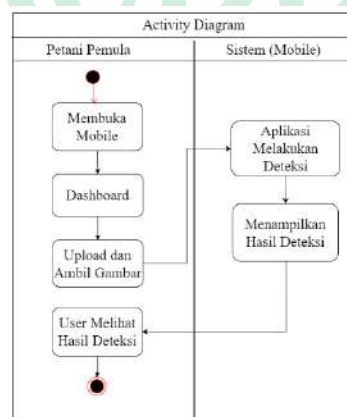 Activity Diagram
Petani Pemula
Sistem (Mobile)
Membuka
Mobile
Dashboard
Upload dan
Ambil Gambar
Aplikasi
Melakukan
Deteksi
Menampilkan
Hasil Deteksi
User Melihat
Hasil Deteksi